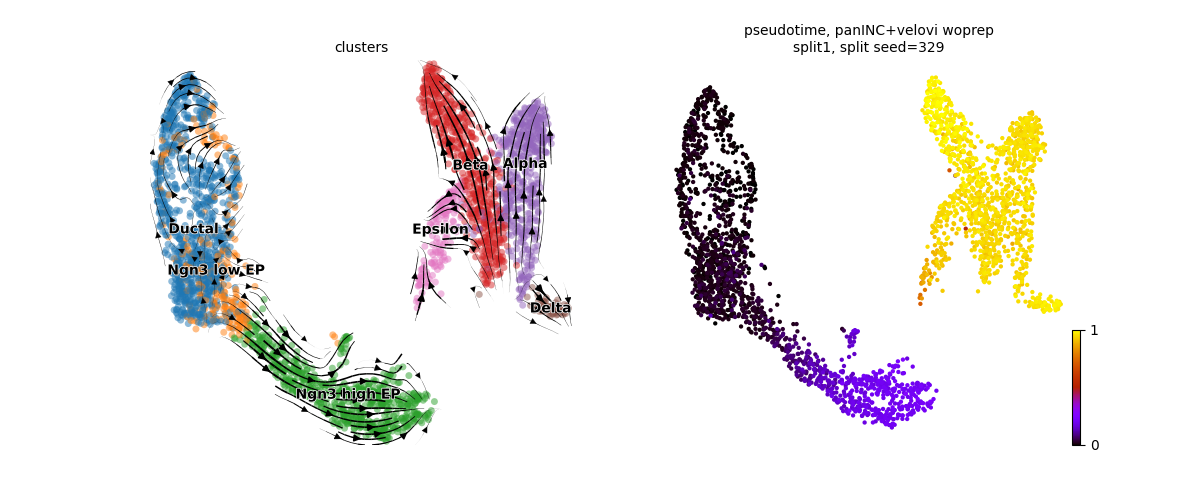 clusters
Beta
Alpha
Epsilon
Ductal
Ngn3 low EP
Delta
Ngn3 high EP
pseudotime, panINC+velovi woprep
split1, split seed=329
1
0